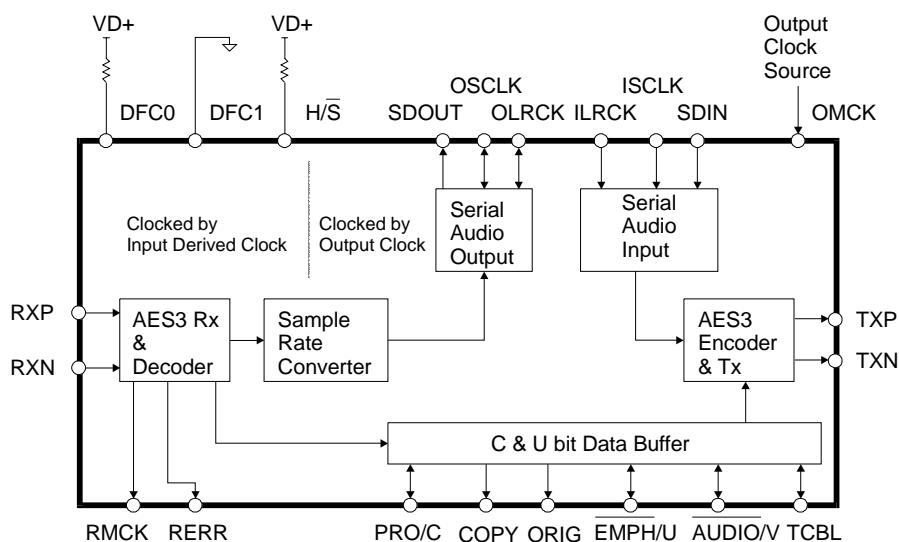 VD+
VD+
Output
Clock
Source
DFC0
DFC1
H/S̅
SDOUT
OSCLK
OLRCK
ILRCK
ISCLK
SDIN
OMCK
Clocked by
Input Derived Clock
Clocked by
Output Clock
Serial
Audio
Output
Serial
Audio
Input
RXP
RXN
AES3 Rx
&
Decoder
Sample
Rate
Converter
AES3
Encoder
& Tx
TXP
TXN
C & U bit Data Buffer
RMCK
RERR
PRO/C
COPY
ORIG
E̅M̅P̅H̅/U
A̅U̅D̅I̅O̅/V
TCBL